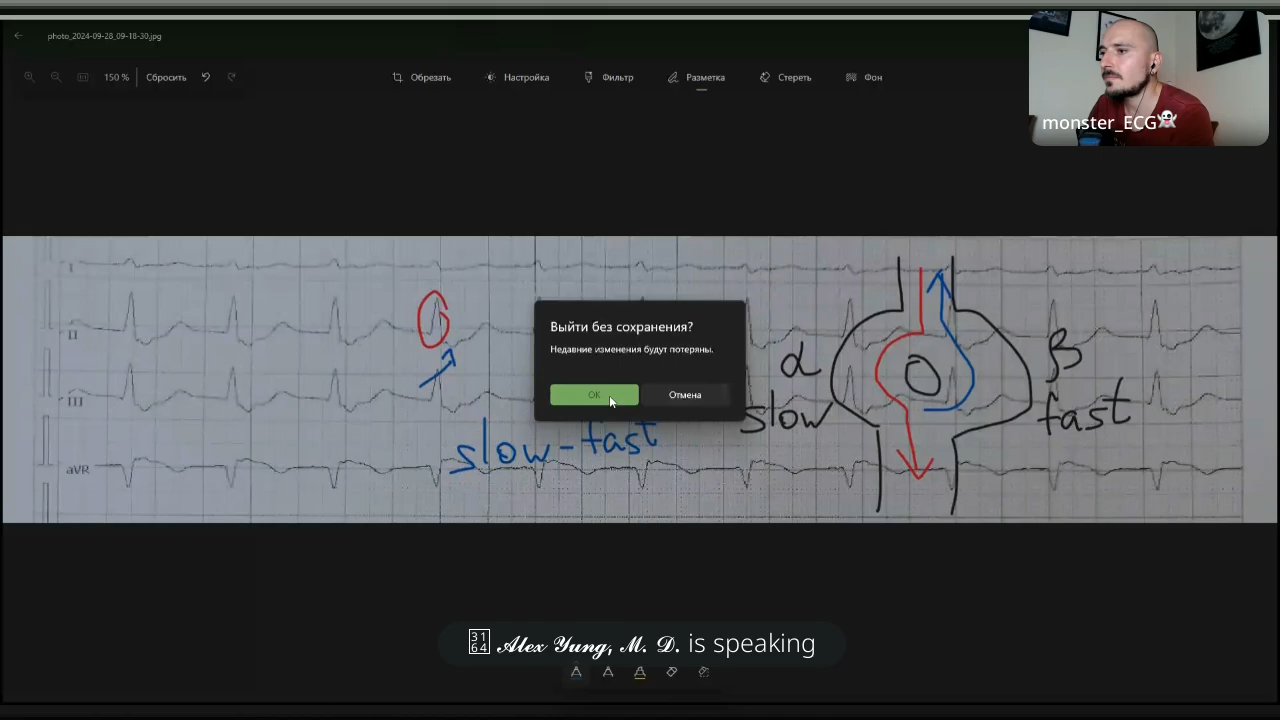 photo_2024-09-28_09-18-30.jpg
150 %
Сбросить
Обрезать
Настройка
Фильтр
Разметка
Стереть
Фон
monster_ECG👻
I
II
III
aVR
Выйти без сохранения?
Недавние изменения будут потеряны.
OK
Отмена
slow-fast
α
slow
β
fast
𝓐𝓵𝓮𝔁 𝓨𝓾𝓷𝓰, 𝓜. 𝓓. is speaking